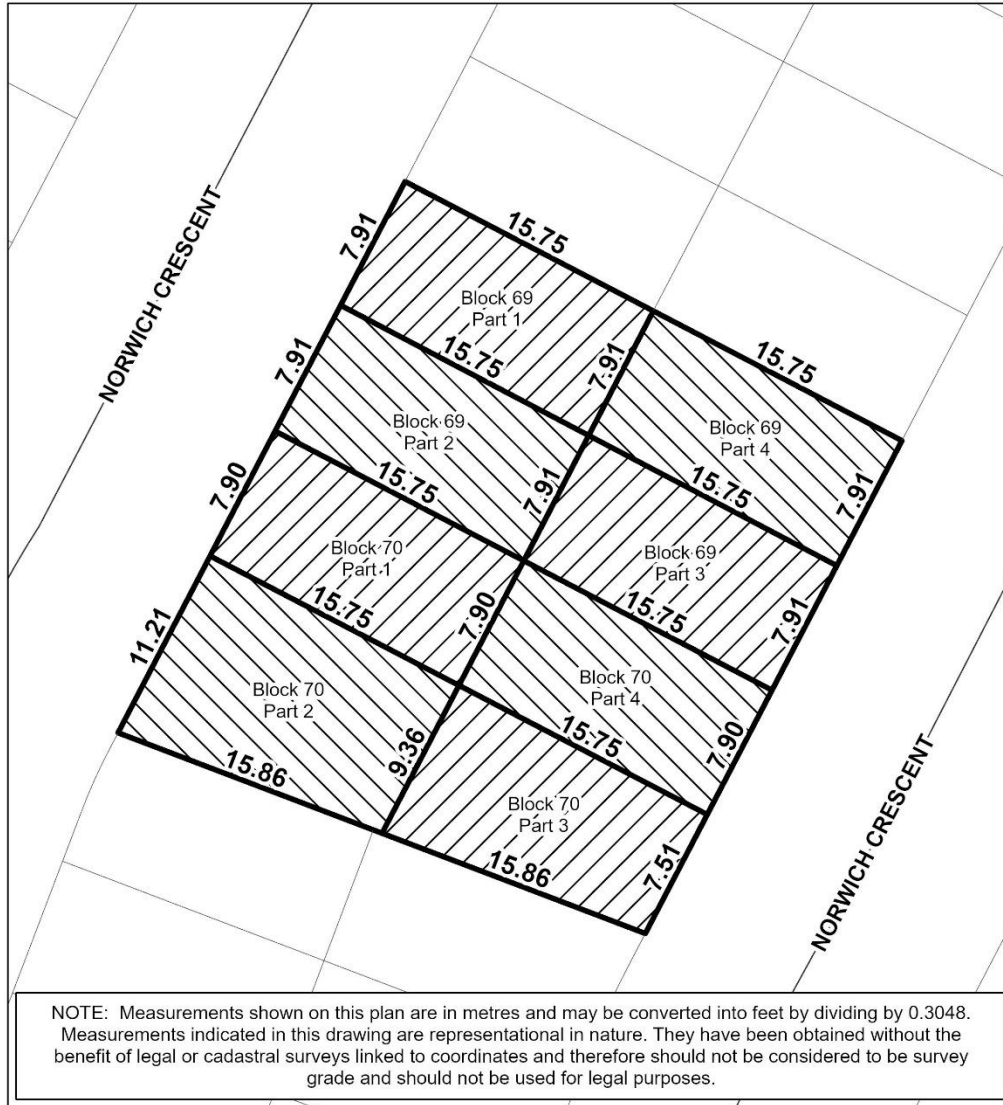 7.91
15.75
NORWICH CRESCENT
Block 69
Part 1
7.91
15.75
7.91
15.75
Block 69
Part 2
Block 69
Part 4
7.90
15.75
7.91
15.75
7.91
Block 70
Part 1
Block 69
Part 3
11.21
15.75
7.90
15.75
7.91
Block 70
Part 2
Block 70
Part 4
15.86
9.36
15.75
7.90
Block 70
Part 3
15.86
7.51
NORWICH CRESCENT
NOTE: Measurements shown on this plan are in metres and may be converted into feet by dividing by 0.3048.
Measurements indicated in this drawing are representational in nature. They have been obtained without the
benefit of legal or cadastral surveys linked to coordinates and therefore should not be considered to be survey
grade and should not be used for legal purposes.